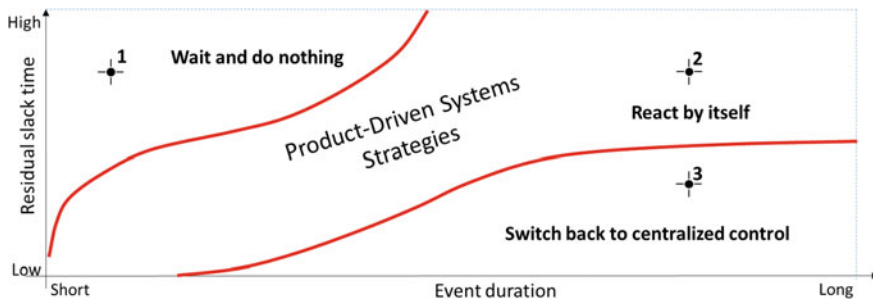 High
Residual slack time
Low
1
Wait and do nothing
Product-Driven Systems
Strategies
2
React by itself
3
Switch back to centralized control
Short
Event duration
Long